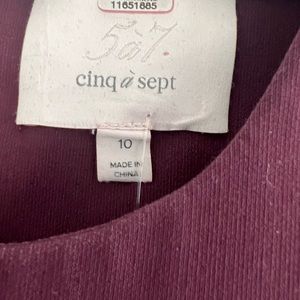 11651885
5à7.
cinq à sept
10
MADE IN
CHINA